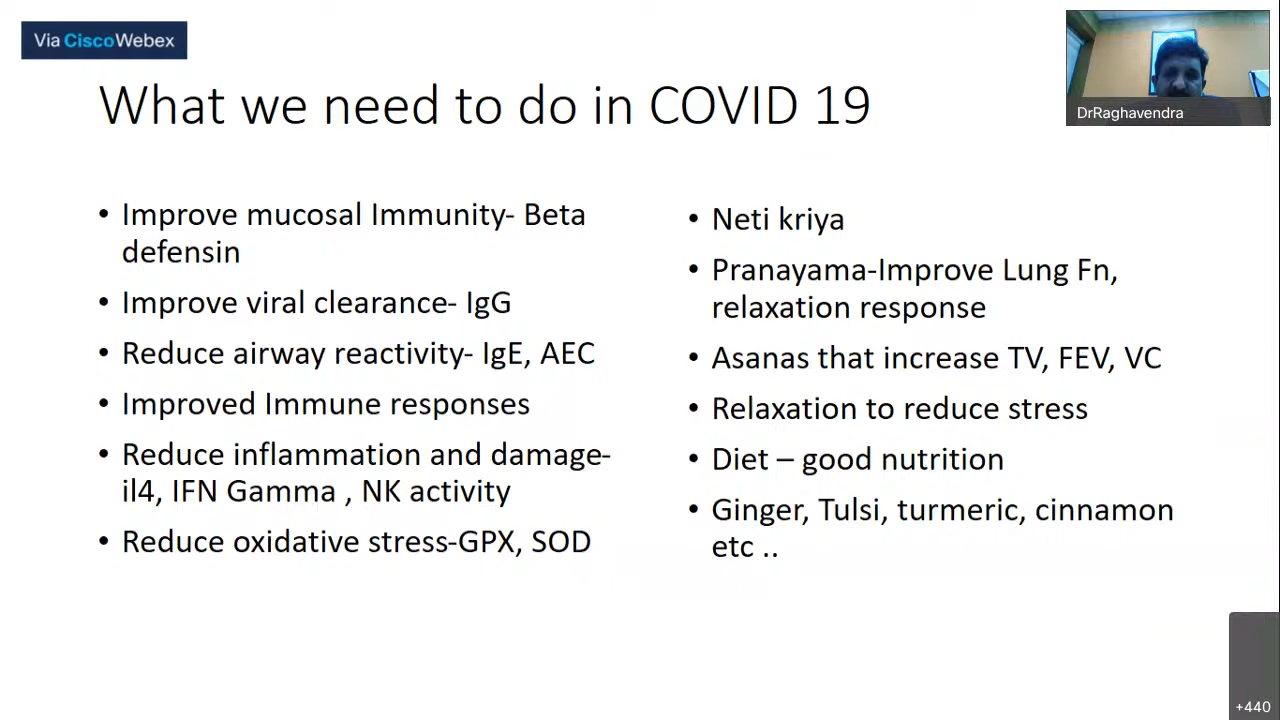 Via CiscoWebex
DrRaghavendra
What we need to do in COVID 19
• Improve mucosal Immunity- Beta
defensin
• Improve viral clearance- IgG
• Reduce airway reactivity- IgE, AEC
• Improved Immune responses
• Reduce inflammation and damage-
il4, IFN Gamma , NK activity
• Reduce oxidative stress-GPX, SOD
• Neti kriya
• Pranayama-Improve Lung Fn,
relaxation response
• Asanas that increase TV, FEV, VC
• Relaxation to reduce stress
• Diet – good nutrition
• Ginger, Tulsi, turmeric, cinnamon
etc ..
+440